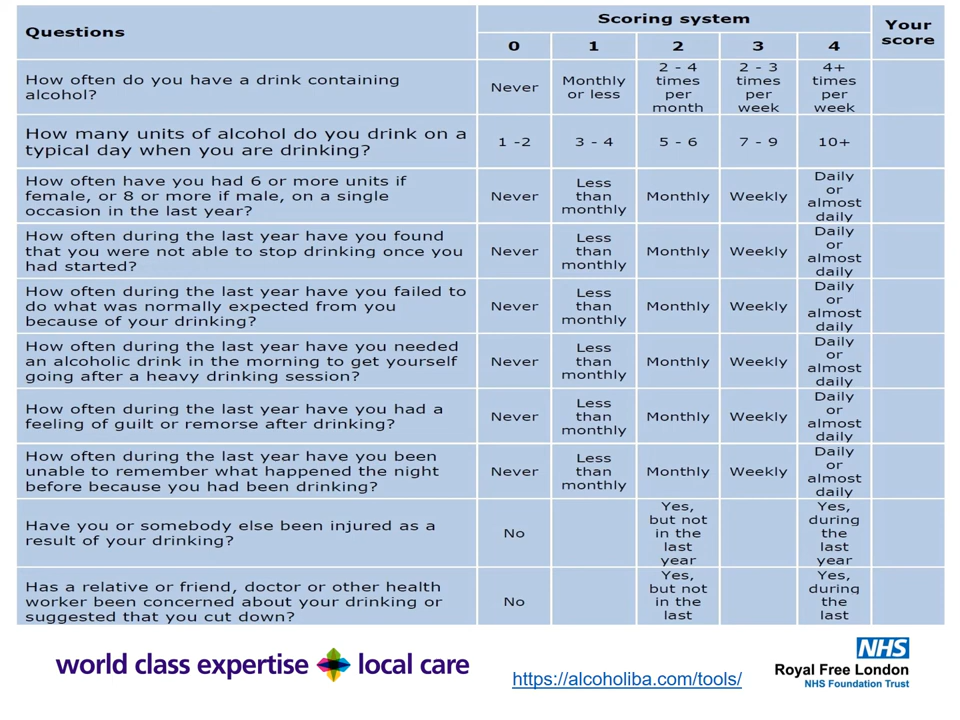 Questions
Scoring system
Your
score
0
1
2
3
4
How often do you have a drink containing
alcohol?
Never
Monthly
or less
2 - 4
times
per
month
2 - 3
times
per
week
4+
times
per
week
How many units of alcohol do you drink on a
typical day when you are drinking?
1 -2
3 - 4
5 - 6
7 - 9
10+
How often have you had 6 or more units if
female, or 8 or more if male, on a single
occasion in the last year?
Never
Less
than
monthly
Monthly
Weekly
Daily
or
almost
daily
How often during the last year have you found
that you were not able to stop drinking once you
had started?
Never
Less
than
monthly
Monthly
Weekly
Daily
or
almost
daily
How often during the last year have you failed to
do what was normally expected from you
because of your drinking?
Never
Less
than
monthly
Monthly
Weekly
Daily
or
almost
daily
How often during the last year have you needed
an alcoholic drink in the morning to get yourself
going after a heavy drinking session?
Never
Less
than
monthly
Monthly
Weekly
Daily
or
almost
daily
How often during the last year have you had a
feeling of guilt or remorse after drinking?
Never
Less
than
monthly
Monthly
Weekly
Daily
or
almost
daily
How often during the last year have you been
unable to remember what happened the night
before because you had been drinking?
Never
Less
than
monthly
Monthly
Weekly
Daily
or
almost
daily
Have you or somebody else been injured as a
result of your drinking?
No
Yes,
but not
in the
last
year
Yes,
during
the
last
year
Has a relative or friend, doctor or other health
worker been concerned about your drinking or
suggested that you cut down?
No
Yes,
but not
in the
last
Yes,
during
the
last
world class expertise local care
https://alcoholiba.com/tools/
NHS
Royal Free London
NHS Foundation Trust